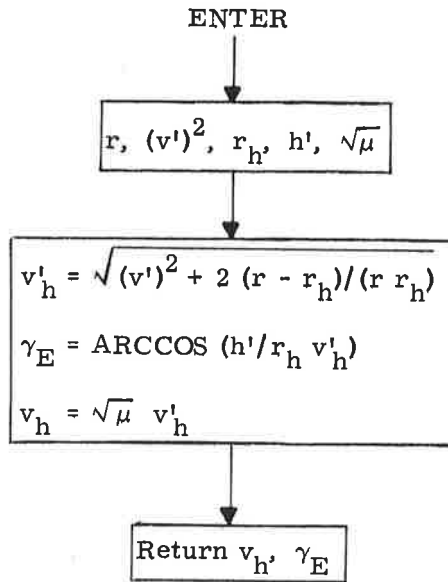 ENTER
r, (v')², r_h, h', √μ
v'_h = √((v')² + 2 (r - r_h)/(r r_h))
γ_E = ARCCOS (h'/r_h v'_h)
v_h = √μ v'_h
Return v_h, γ_E